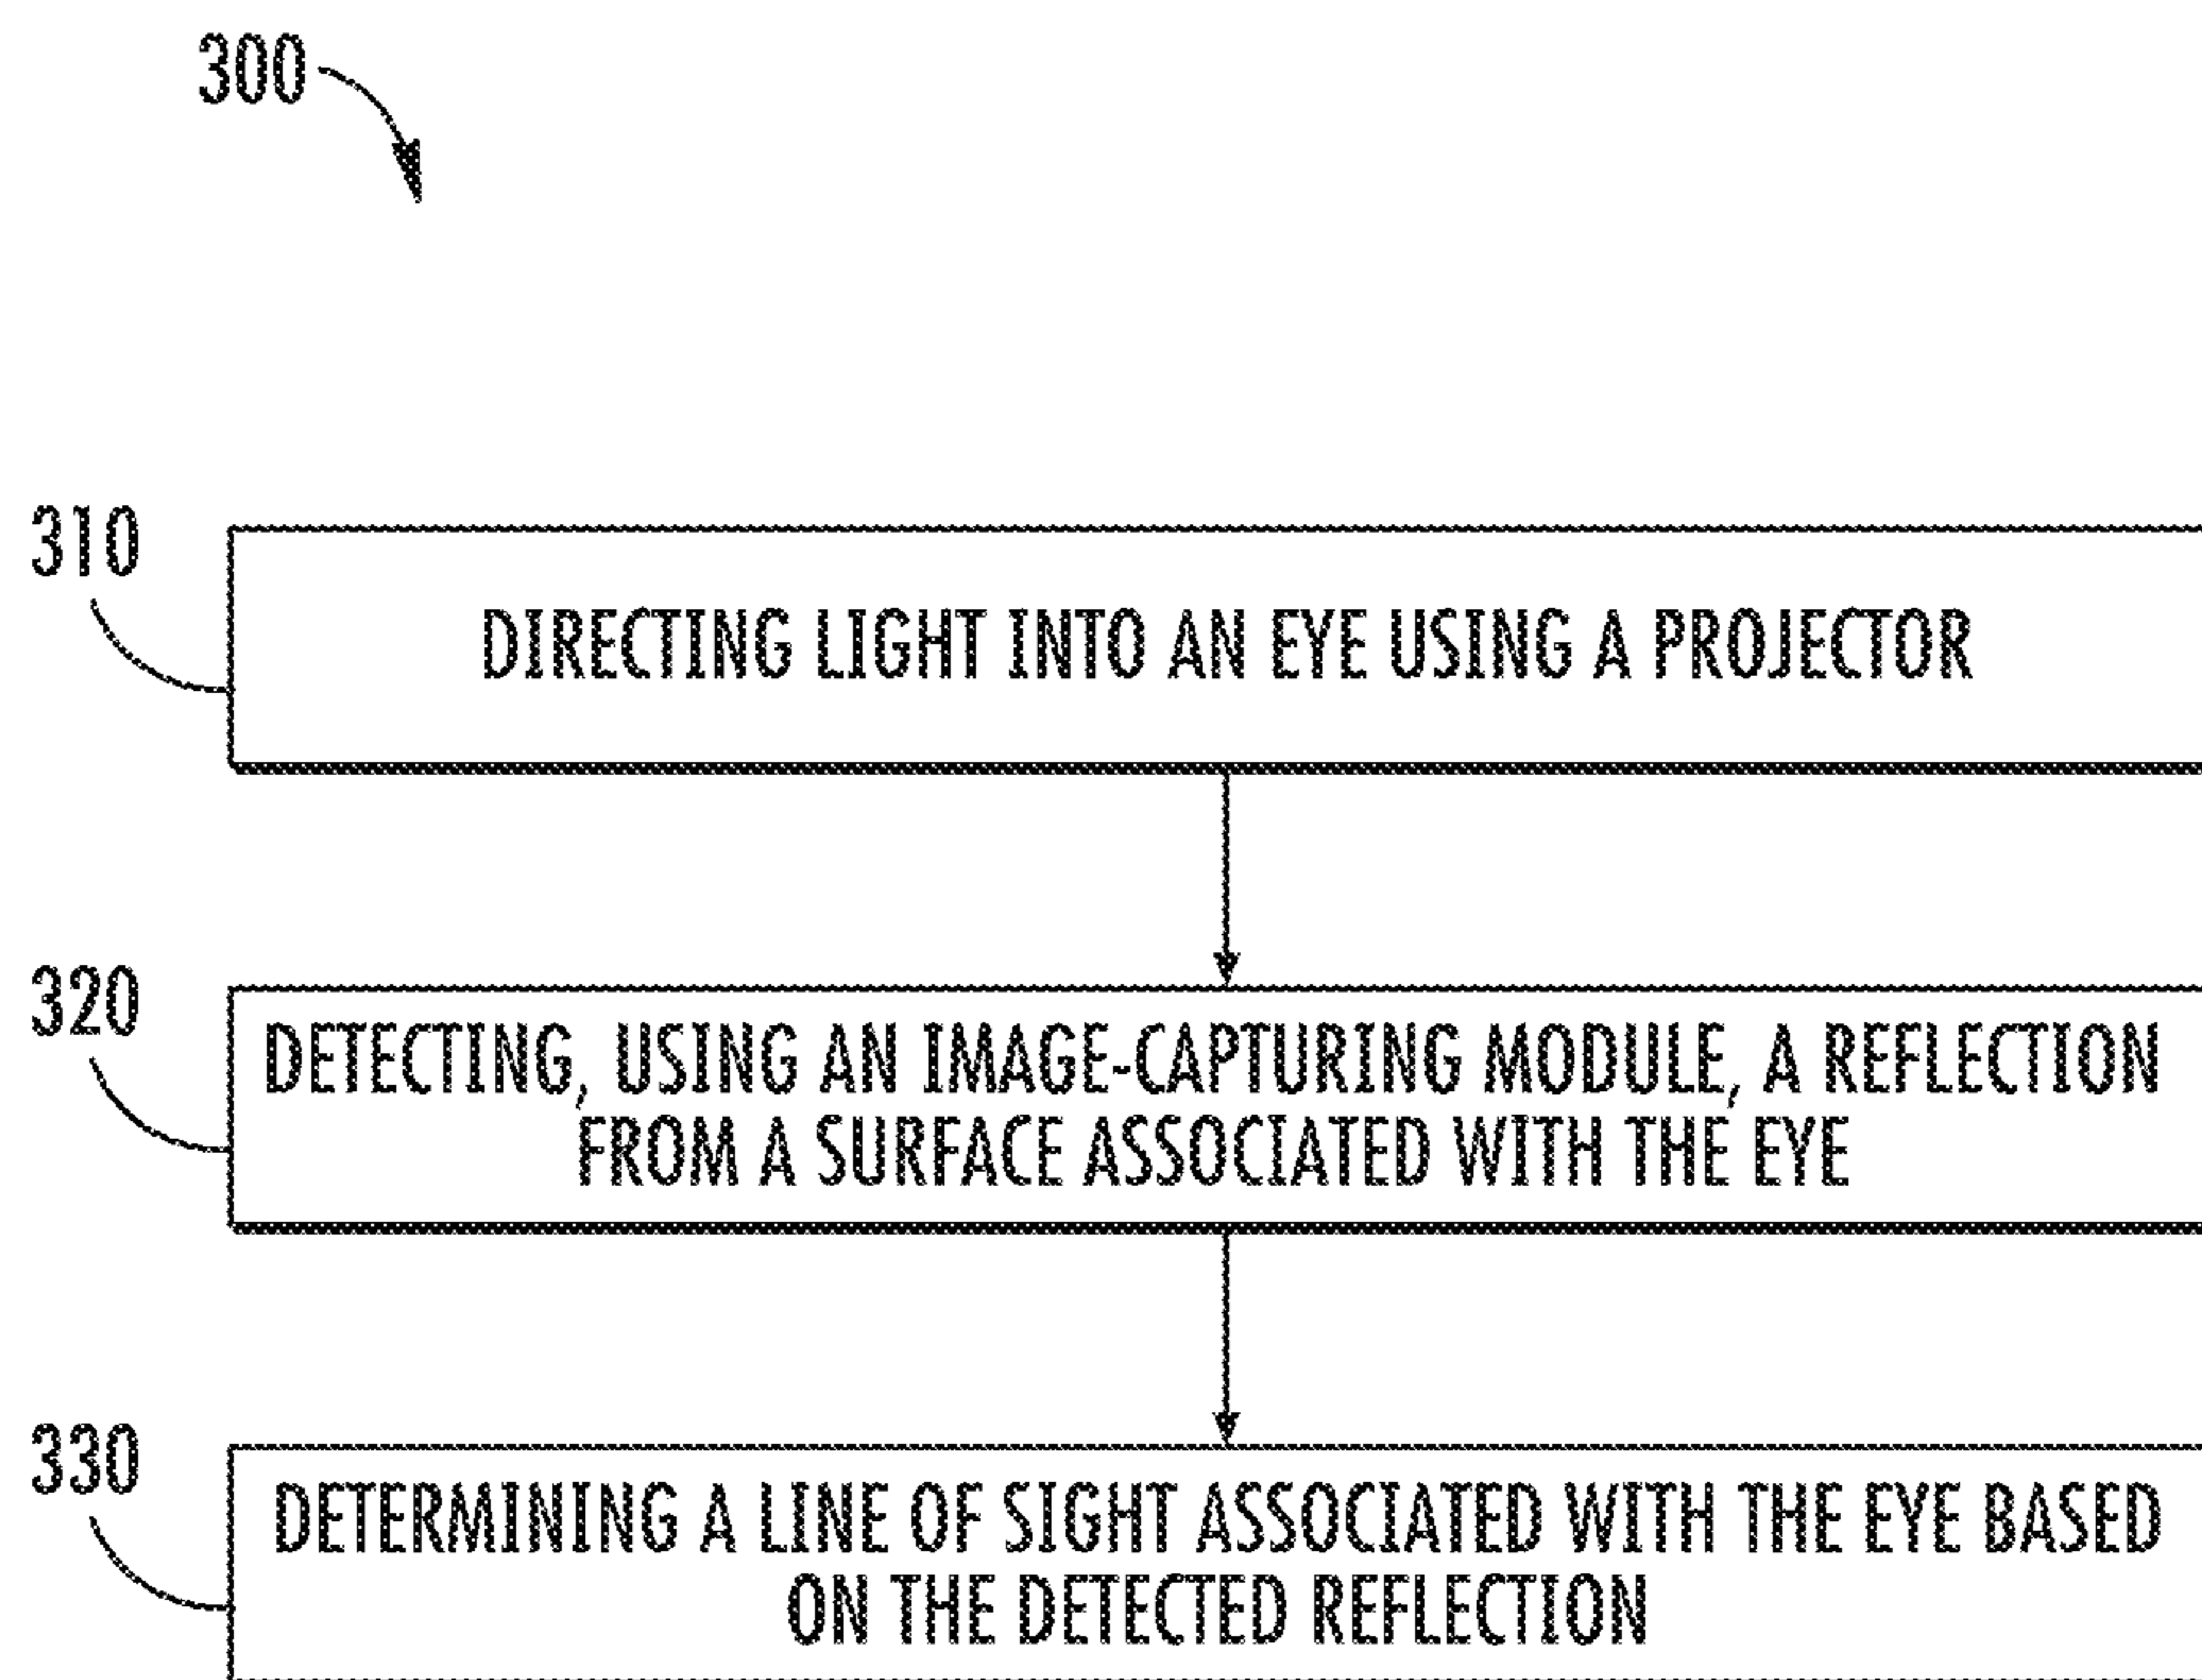 300
310
DIRECTING LIGHT INTO AN EYE USING A PROJECTOR
320
DETECTING, USING AN IMAGE-CAPTURING MODULE, A REFLECTION
FROM A SURFACE ASSOCIATED WITH THE EYE
330
DETERMINING A LINE OF SIGHT ASSOCIATED WITH THE EYE BASED
ON THE DETECTED REFLECTION